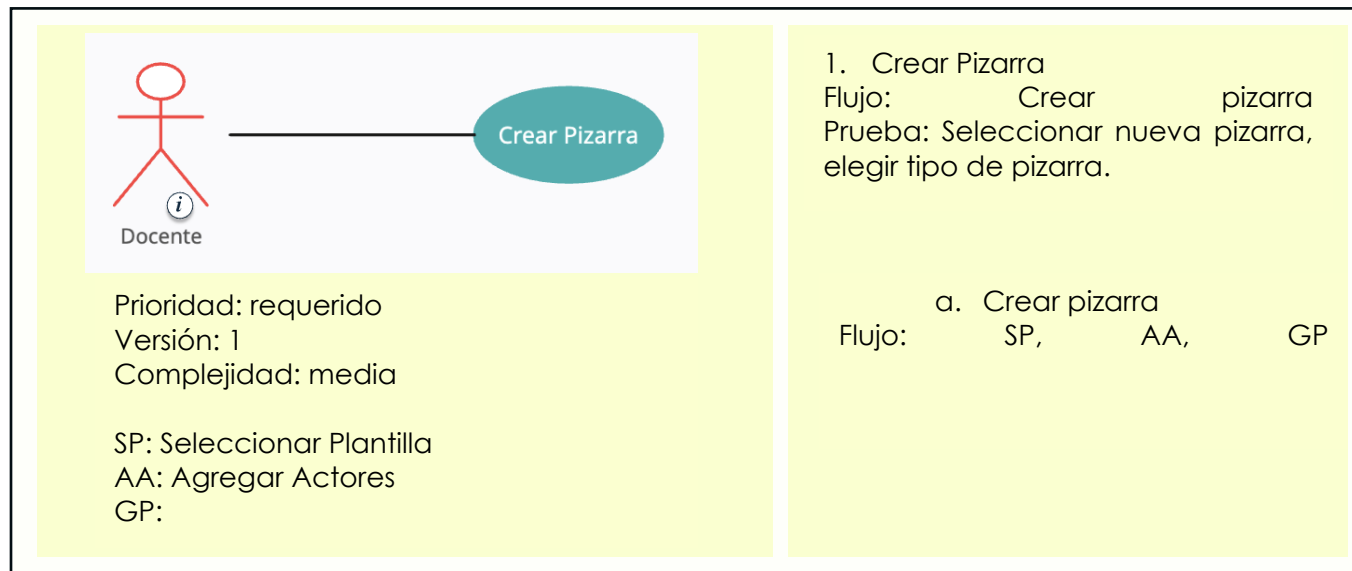 Crear Pizarra
i
Docente
Prioridad: requerido
Versión: 1
Complejidad: media
SP: Seleccionar Plantilla
AA: Agregar Actores
GP:
1. Crear Pizarra
Flujo: Crear pizarra
Prueba: Seleccionar nueva pizarra,
elegir tipo de pizarra.
a. Crear pizarra
Flujo: SP, AA, GP